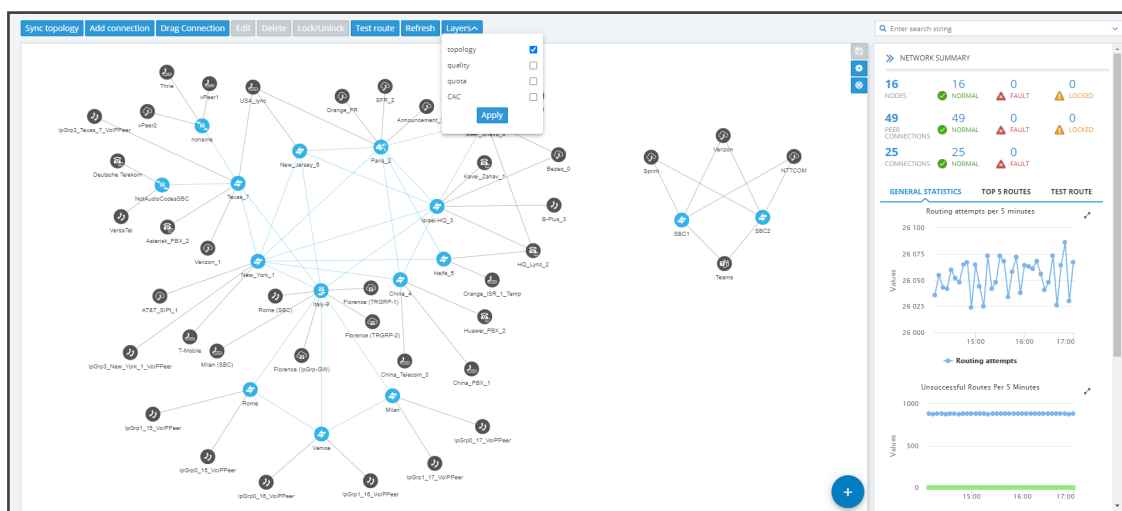 Sync topology Add connection Drag Connection Edit Delete Lock/Unlock Test route Refresh Layers
Enter search string
topology
quality
quote
CAC
Apply
Thria
vPeer1
USA_lync
Orange_FR
SFR_2
vPeer2
IpGrp3_Texas_7_VoIPPeer
noname
New_Jersey_6
Paris_2
Kavei_Zahav_1
Bezeq_0
Deutsche Telekom
NotAudioCodesSBC
Texas_7
Israel-HQ_3
B-Plus_3
VersaTel
Asterisk_PBX_2
Verizon_1
New_York_1
Haifa_5
HQ_Lync_2
Italy-9
China_4
Orange_ISR_1_Temp
AT&T_SIPt_1
Rome (SBC)
Florence (TRGRP-1)
Florence (TRGRP-2)
Huawei_PBX_2
T-Mobile
Milan (SBC)
IpGrp3_New_York_1_VoIPPeer
Florence (IpGrp-GW)
China_Telecom_0
China_PBX_1
Rome
Milan
IpGrp1_15_VoIPPeer
IpGrp0_17_VoIPPeer
Venice
IpGrp0_15_VoIPPeer
IpGrp1_17_VoIPPeer
IpGrp0_16_VoIPPeer
IpGrp1_16_VoIPPeer
Verizon
Sprint
NTTCOM
SBC1
SBC2
Teams
+
NETWORK SUMMARY
16 16 0 0
NODES NORMAL FAULT LOCKED
49 49 0 0
PEER CONNECTIONS NORMAL FAULT LOCKED
25 25 0
CONNECTIONS NORMAL FAULT
GENERAL STATISTICS TOP 5 ROUTES TEST ROUTE
Routing attempts per 5 minutes
26 100
26 075
26 050
26 025
26 000
Values
15:00 16:00 17:00
Routing attempts
Unsuccessful Routes Per 5 Minutes
1000
500
0
Values
15:00 16:00 17:00